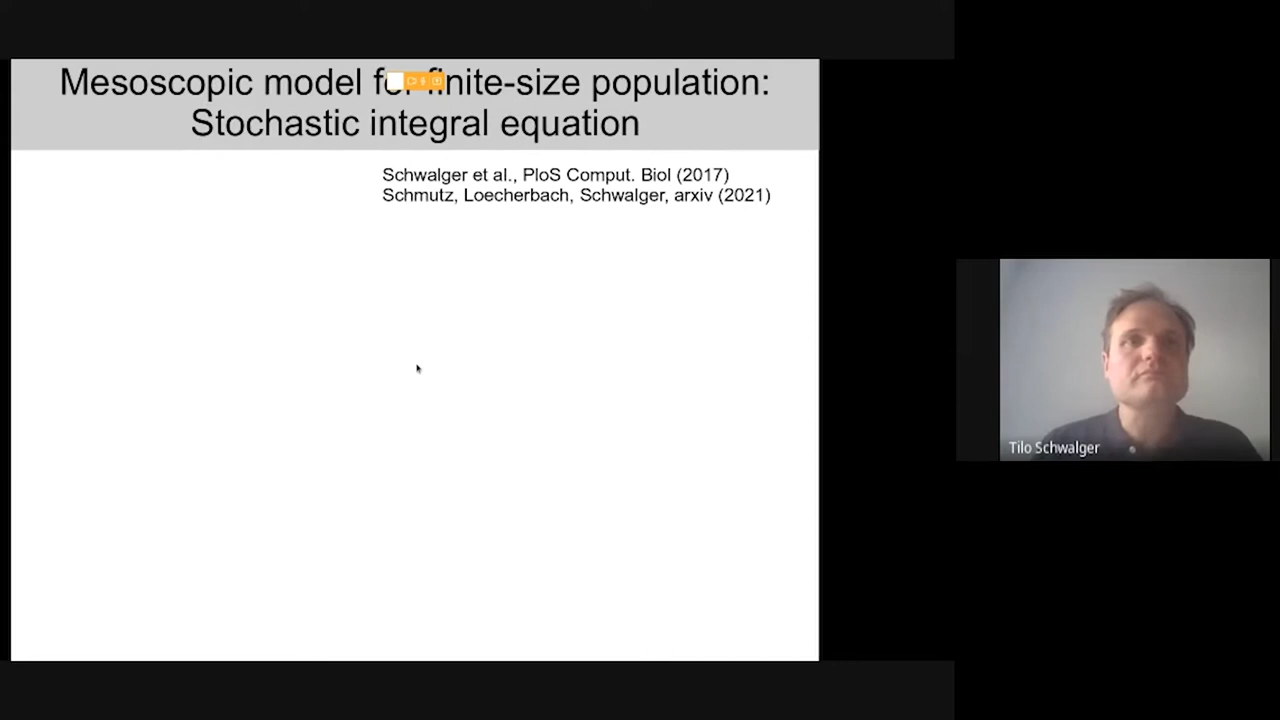 Mesoscopic model for finite-size population:
Stochastic integral equation
Schwalger et al., PloS Comput. Biol (2017)
Schmutz, Loecherbach, Schwalger, arxiv (2021)
Tilo Schwalger